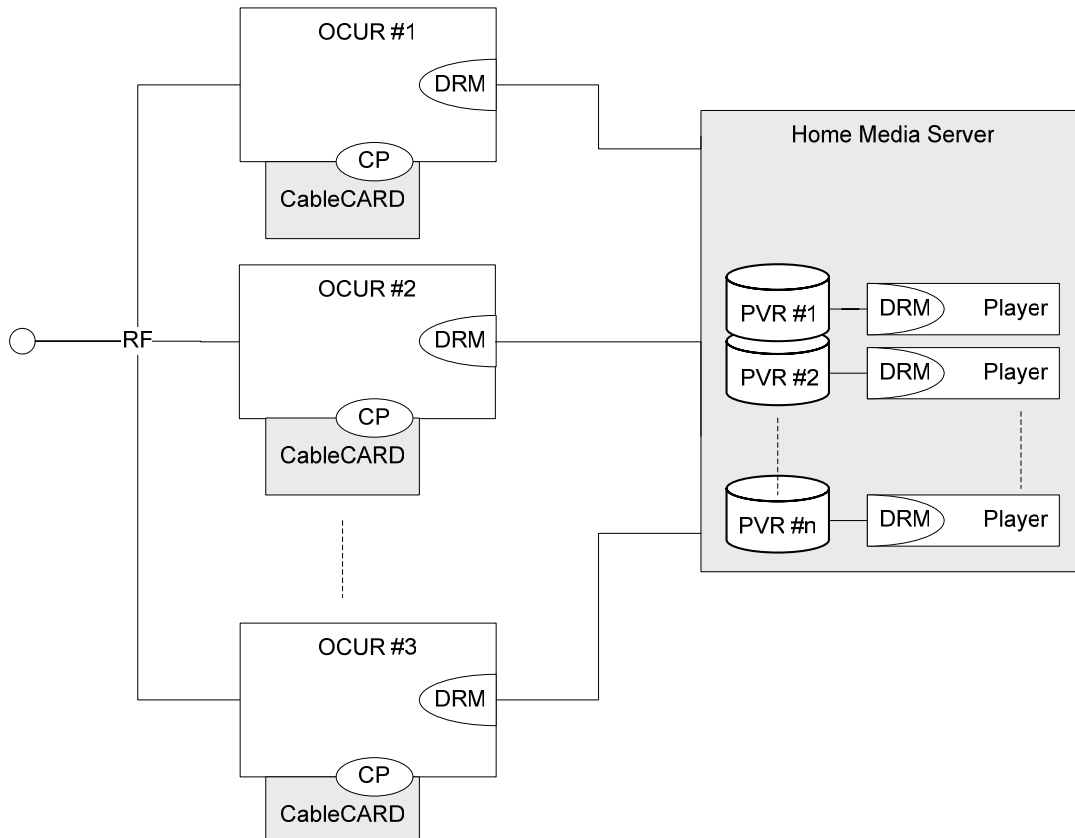 OCUR #1
DRM
CP
CableCARD
Home Media Server
OCUR #2
DRM
CP
CableCARD
RF
PVR #1
DRM
Player
PVR #2
DRM
Player
PVR #n
DRM
Player
OCUR #3
DRM
CP
CableCARD